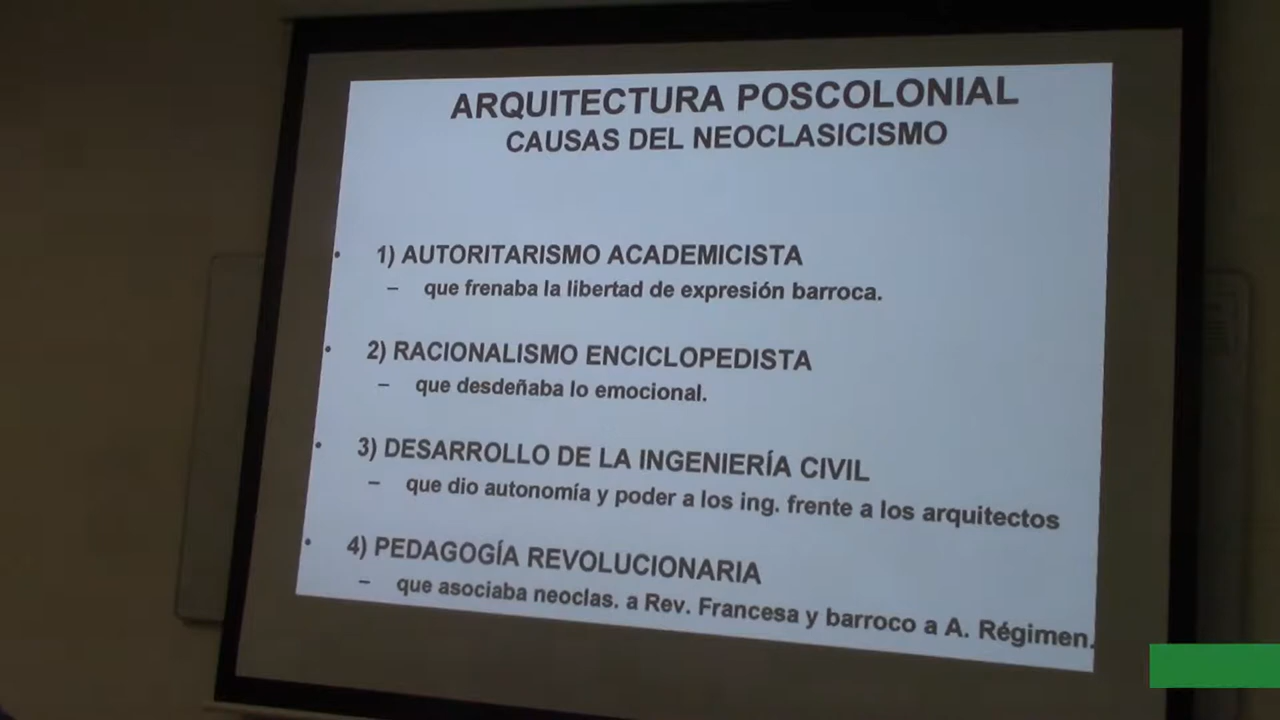 ARQUITECTURA POSCOLONIAL
CAUSAS DEL NEOCLASICISMO
• 1) AUTORITARISMO ACADEMICISTA
– que frenaba la libertad de expresión barroca.
• 2) RACIONALISMO ENCICLOPEDISTA
– que desdeñaba lo emocional.
• 3) DESARROLLO DE LA INGENIERÍA CIVIL
– que dio autonomía y poder a los ing. frente a los arquitectos
• 4) PEDAGOGÍA REVOLUCIONARIA
– que asociaba neoclas. a Rev. Francesa y barroco a A. Régimen.